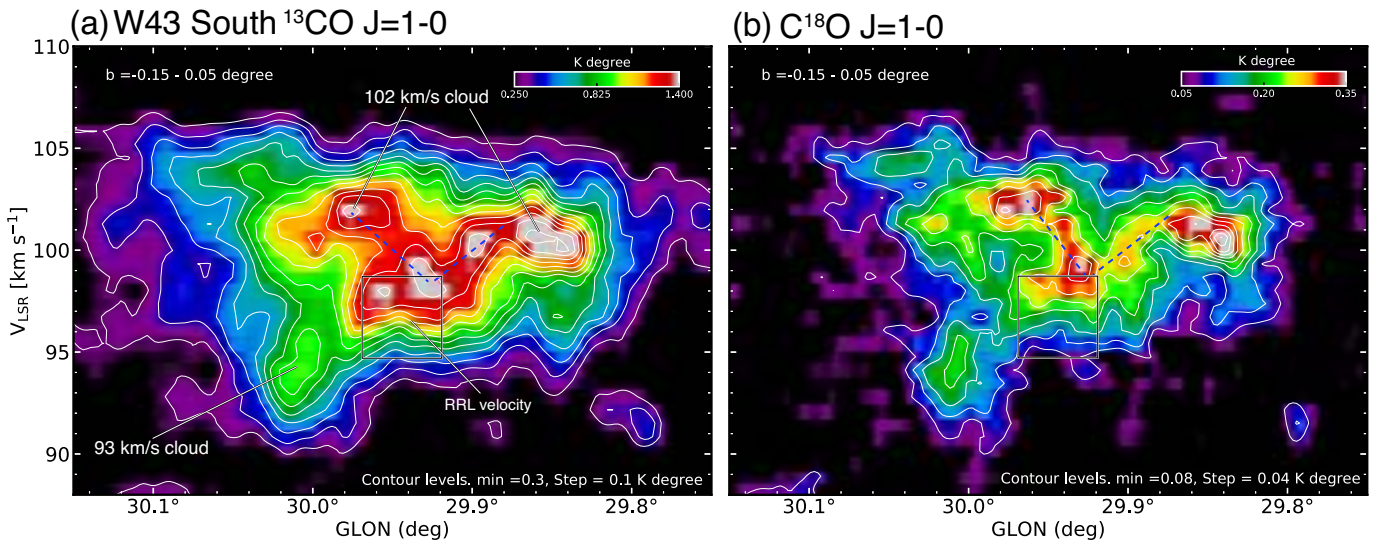 (a) W43 South ¹³CO J=1-0
110
b =-0.15 - 0.05 degree
K degree
0.250 0.825 1.400
102 km/s cloud
105
100
95
90
V_LSR [km s⁻¹]
93 km/s cloud
RRL velocity
Contour levels. min =0.3, Step = 0.1 K degree
30.1° 30.0° 29.9° 29.8°
GLON (deg)
(b) C¹⁸O J=1-0
b =-0.15 - 0.05 degree
K degree
0.05 0.20 0.35
Contour levels. min =0.08, Step = 0.04 K degree
30.1° 30.0° 29.9° 29.8°
GLON (deg)